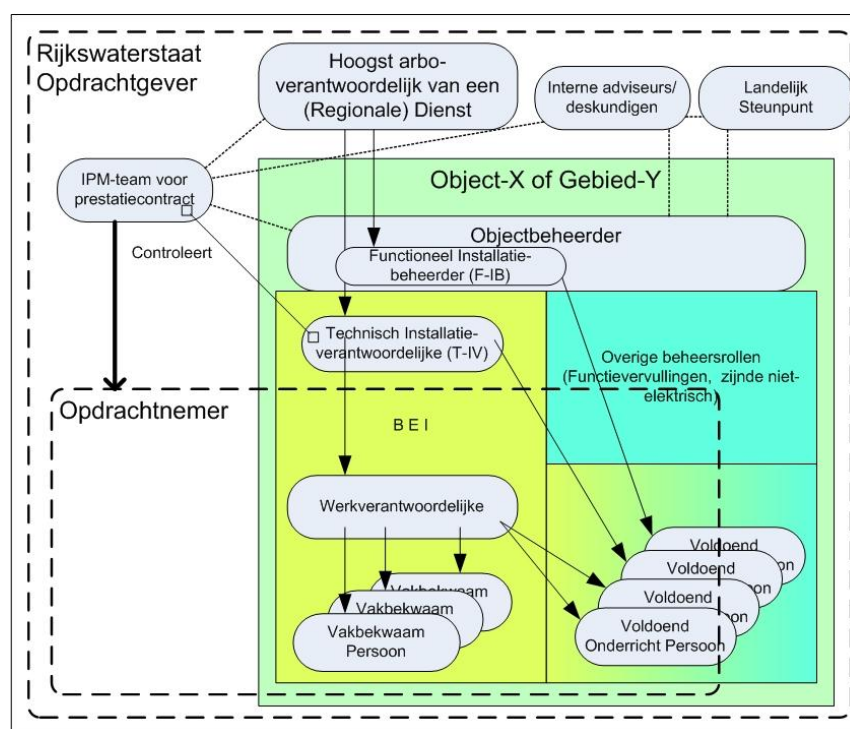 Rijkswaterstaat
Opdrachtgever
Hoogst arbo-
verantwoordelijk van een
(Regionale) Dienst
Interne adviseurs/
deskundigen
Landelijk
Steunpunt
IPM-team voor
prestatiecontract
Object-X of Gebied-Y
Controleert
Objectbeheerder
Functioneel Installatie-
beheerder (F-IB)
Technisch Installatie-
verantwoordelijke (T-IV)
Overige beheersrollen
(Functievervullingen, zijnde niet-
elektrisch)
Opdrachtnemer
B E I
Werkverantwoordelijke
Vakbekwaam
Vakbekwaam
Vakbekwaam
Persoon
Voldoend
oon
Voldoend
Voldoend
on
Voldoend
Onderricht Persoon